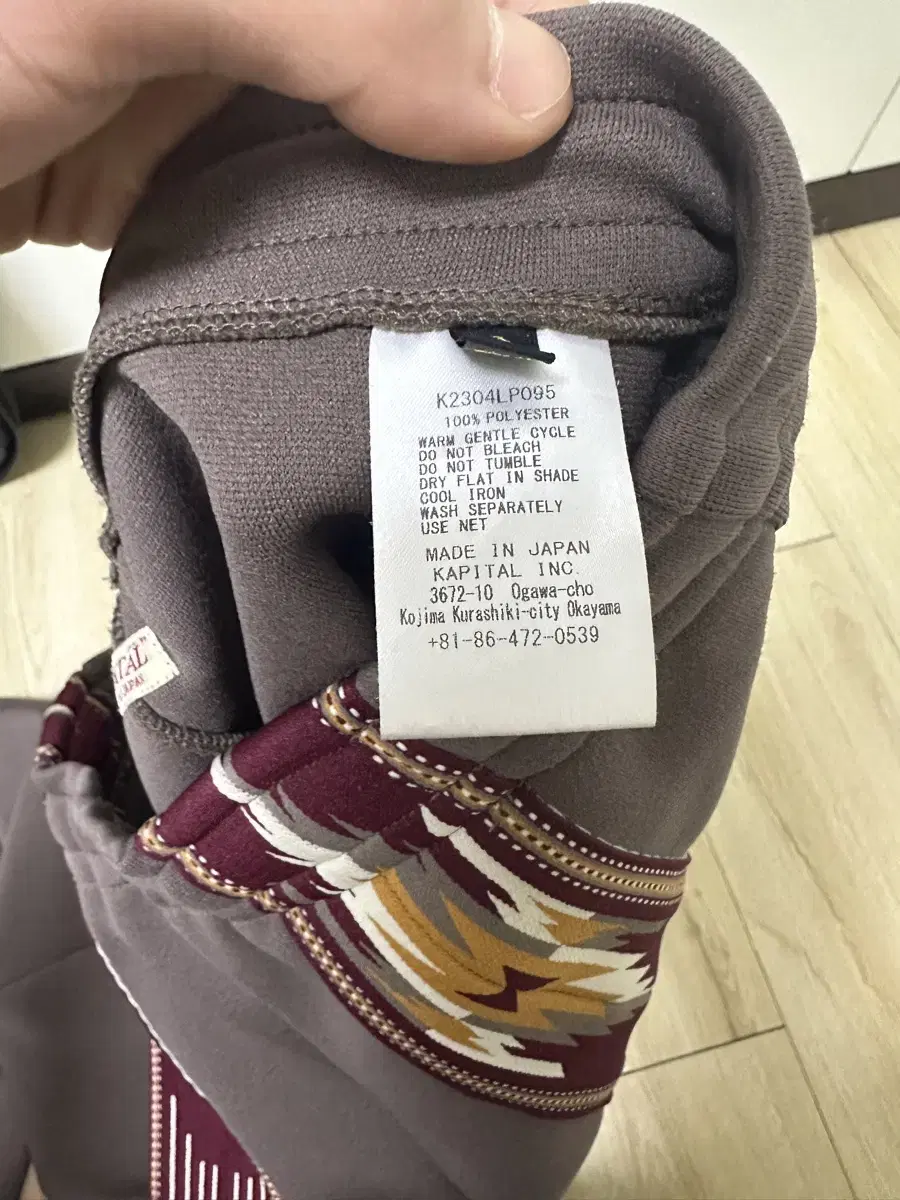 K2304LP095
100% POLYESTER
WARM GENTLE CYCLE
DO NOT BLEACH
DO NOT TUMBLE
DRY FLAT IN SHADE
COOL IRON
WASH SEPARATELY
USE NET
MADE IN JAPAN
KAPITAL INC.
3672-10 Ogawa-cho
Kojima Kurashiki-city Okayama
+81-86-472-0539